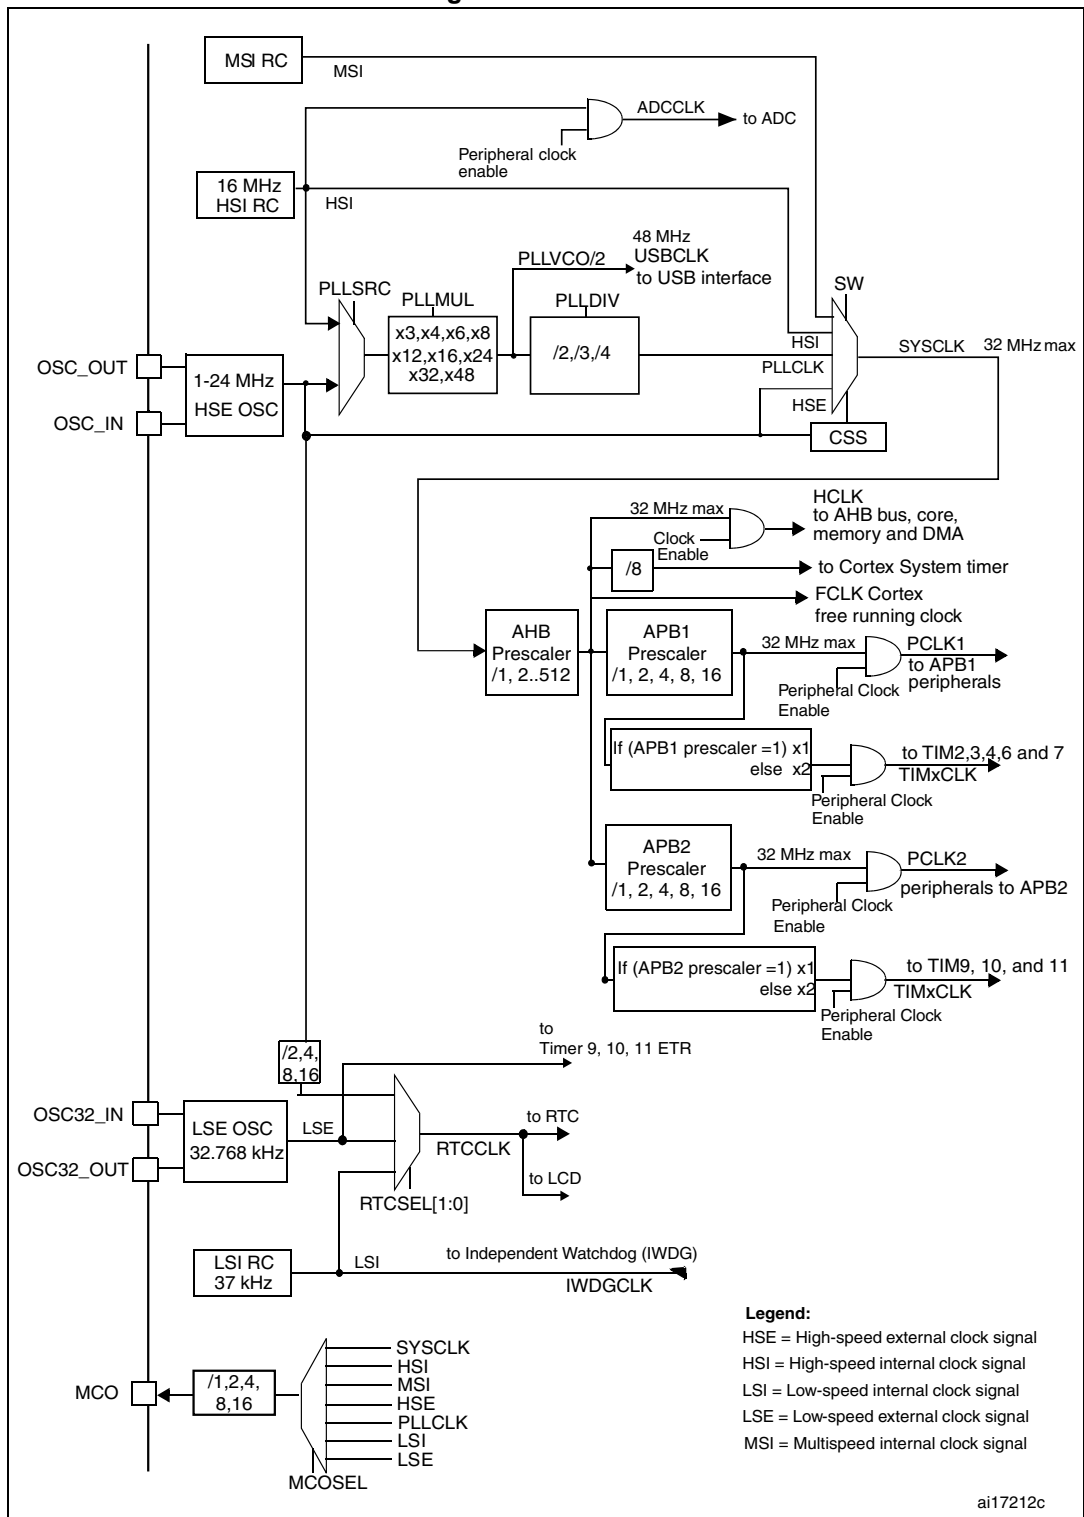 MSI RC
MSI
ADCCLK
to ADC
Peripheral clock
enable
16 MHz
HSI RC
HSI
48 MHz
USBCLK
to USB interface
PLLVCO/2
PLLSRC
PLLMUL
PLLDIV
SW
x3,x4,x6,x8
x12,x16,x24
x32,x48
/2,/3,/4
HSI
PLLCLK
HSE
SYSCLK
32 MHz max
OSC_OUT
OSC_IN
1-24 MHz
HSE OSC
CSS
HCLK
to AHB bus, core,
memory and DMA
32 MHz max
Clock
Enable
/8
to Cortex System timer
FCLK Cortex
free running clock
AHB
Prescaler
/1, 2..512
APB1
Prescaler
/1, 2, 4, 8, 16
32 MHz max
PCLK1
to APB1
peripherals
Peripheral Clock
Enable
If (APB1 prescaler =1) x1
else x2
to TIM2,3,4,6 and 7
TIMxCLK
Peripheral Clock
Enable
APB2
Prescaler
/1, 2, 4, 8, 16
32 MHz max
PCLK2
peripherals to APB2
Peripheral Clock
Enable
If (APB2 prescaler =1) x1
else x2
to TIM9, 10, and 11
TIMxCLK
Peripheral Clock
Enable
/2,4,
8,16
to
Timer 9, 10, 11 ETR
OSC32_IN
OSC32_OUT
LSE OSC
32.768 kHz
LSE
to RTC
RTCCLK
to LCD
RTCSEL[1:0]
LSI RC
37 kHz
LSI
to Independent Watchdog (IWDG)
IWDGCLK
MCO
/1,2,4,
8,16
SYSCLK
HSI
MSI
HSE
PLLCLK
LSI
LSE
MCOSEL
Legend:
HSE = High-speed external clock signal
HSI = High-speed internal clock signal
LSI = Low-speed internal clock signal
LSE = Low-speed external clock signal
MSI = Multispeed internal clock signal
ai17212c